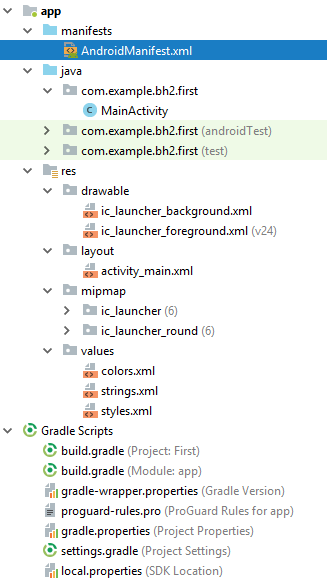 app
manifests
AndroidManifest.xml
java
com.example.bh2.first
MainActivity
com.example.bh2.first (androidTest)
com.example.bh2.first (test)
res
drawable
ic_launcher_background.xml
ic_launcher_foreground.xml (v24)
layout
activity_main.xml
mipmap
ic_launcher (6)
ic_launcher_round (6)
values
colors.xml
strings.xml
styles.xml
Gradle Scripts
build.gradle (Project: First)
build.gradle (Module: app)
gradle-wrapper.properties (Gradle Version)
proguard-rules.pro (ProGuard Rules for app)
gradle.properties (Project Properties)
settings.gradle (Project Settings)
local.properties (SDK Location)